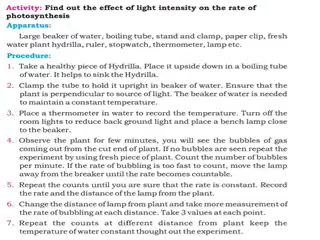 Activity: Find out the effect of light intensity on the rate of
photosynthesis
Apparatus:
Large beaker of water, boiling tube, stand and clamp, paper clip, fresh
water plant hydrilla, ruler, stopwatch, thermometer, lamp etc.
Procedure:
1. Take a healthy piece of Hydrilla. Place it upside down in a boiling tube
of water. It helps to sink the Hydrilla.
2. Clamp the tube to hold it upright in beaker of water. Ensure that the
plant is perpendicular to source of light. The beaker of water is needed
to maintain a constant temperature.
3. Place a thermometer in water to record the temperature. Turn off the
room lights to reduce back ground light and place a bench lamp close
to the beaker.
4. Observe the plant for few minutes, you will see the bubbles of gas
coming out from the cut end of plant. If no bubbles are seen repeat the
experiment by using fresh piece of plant. Count the number of bubbles
per minute. If the rate of bubbling is too fast to count, move the lamp
away from the breaker until the rate becomes countable.
5. Repeat the counts until you are sure that the rate is constant. Record
the rate and the distance of the lamp from the plant.
6. Change the distance of lamp from plant and take more measurement of
the rate of bubbling at each distance. Take 3 values at each point.
7. Repeat the counts at different distance from plant keep the
temperature of water constant thought out the experiment.